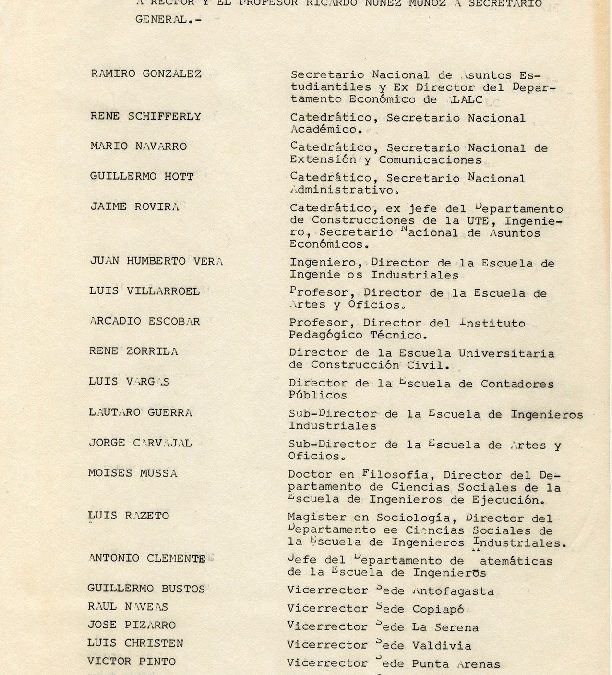 A RECTOR Y EL PROFESOR RICARDO NUÑEZ MUÑOZ A SECRETARIO
GENERAL.-
RAMIRO GONZALEZ Secretario Nacional de Asuntos Es-
tudiantiles y Ex Director del Depar-
tamento Económico de ALALC
RENE SCHIFFERLY Catedrático, Secretario Nacional
Académico.
MARIO NAVARRO Catedrático, Secretario Nacional de
Extensión y Comunicaciones
GUILLERMO HOTT Catedrático, Secretario Nacional
Administrativo.
JAIME ROVIRA Catedrático, ex jefe del Departamento
de Construcciones de la UTE, Ingenie-
ro, Secretario Nacional de Asuntos
Económicos.
JUAN HUMBERTO VERA Ingeniero, Director de la Escuela de
Ingenie os Industriales
LUIS VILLARROEL Profesor, Director de la Escuela de
Artes y Oficios.
ARCADIO ESCOBAR Profesor, Director del Instituto
Pedagógico Técnico.
RENE ZORRILA Director de la Escuela Universitaria
de Construcción Civil.
LUIS VARGAS Director de la Escuela de Contadores
Públicos
LAUTARO GUERRA Sub-Director de la Escuela de Ingenieros
Industriales
JORGE CARVAJAL Sub-Director de la Escuela de Artes y
Oficios.
MOISES MUSSA Doctor en Filosofía, Director del De-
partamento de Ciencias Sociales de la
Escuela de Ingenieros de Ejecución.
LUIS RAZETO Magister en Sociología, Director del
Departamento ee Ciencias Sociales de
la Escuela de Ingenieros Industriales.
ANTONIO CLEMENTE Jefe del Departamento de Matemáticas
de la Escuela de Ingenieros
GUILLERMO BUSTOS Vicerrector Sede Antofagasta
RAUL NAVEAS Vicerrector Sede Copiapó
JOSE PIZARRO Vicerrector Sede La Serena
LUIS CHRISTEN Vicerrector Sede Valdivia
VICTOR PINTO Vicerrector Sede Punta Arenas